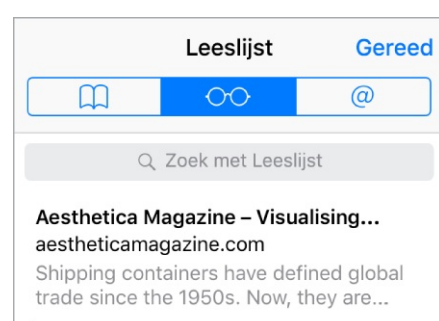 Leeslijst Gereed
@
Zoek met Leeslijst
Aesthetica Magazine – Visualising...
aestheticamagazine.com
Shipping containers have defined global
trade since the 1950s. Now, they are...